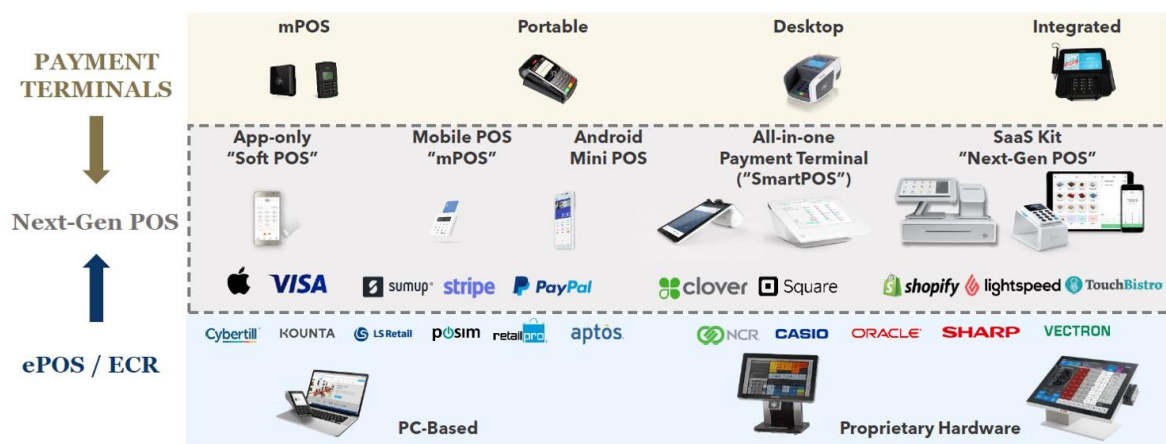 mPOS
Portable
Desktop
Integrated
PAYMENT
TERMINALS
App-only
“Soft POS”
Mobile POS
“mPOS”
Android
Mini POS
All-in-one
Payment Terminal
(“SmartPOS”)
SaaS Kit
“Next-Gen POS”
Next-Gen POS
VISA
sumup®
stripe
PayPal
clover
Square
shopify
lightspeed
TouchBistro
Cybertill
KOUNTA
LS Retail
posim
retail pro
aptos
NCR
CASIO
ORACLE
SHARP
VECTRON
ePOS / ECR
PC-Based
Proprietary Hardware